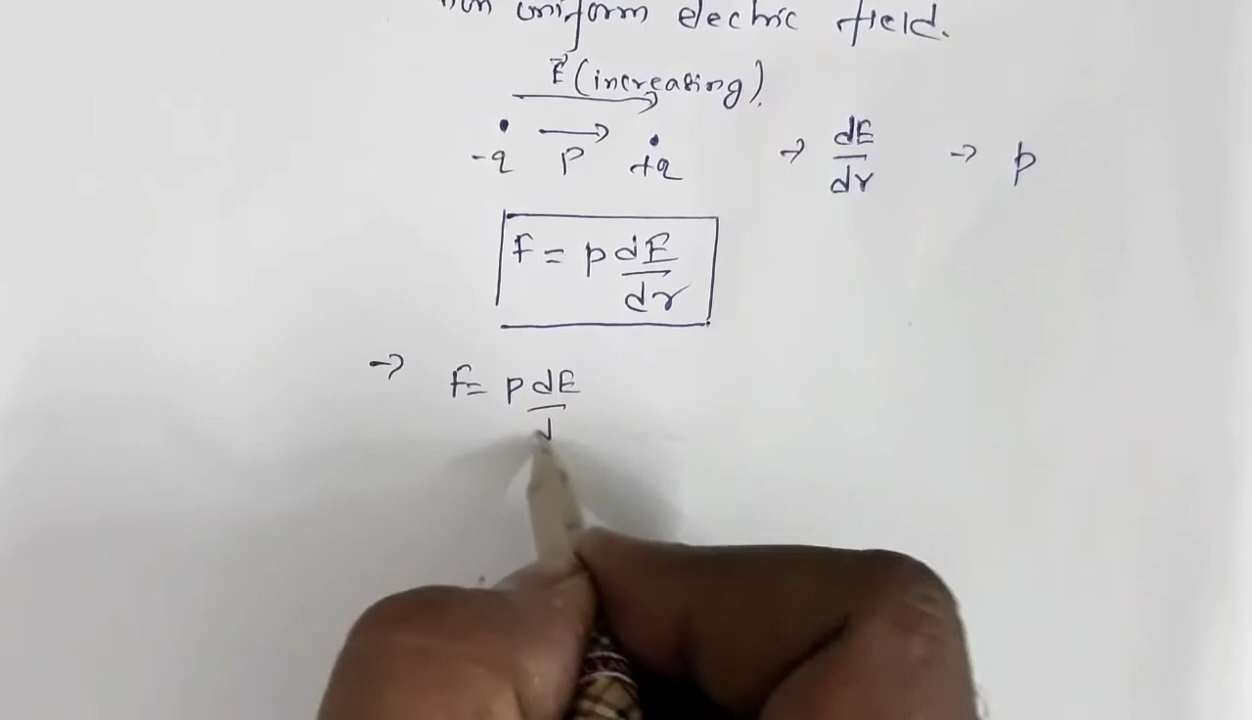 uniform electric field.
E⃗ (increasing).
-q P +q → dE/dr → p
F = p dE/dr
→ F = p dE/d